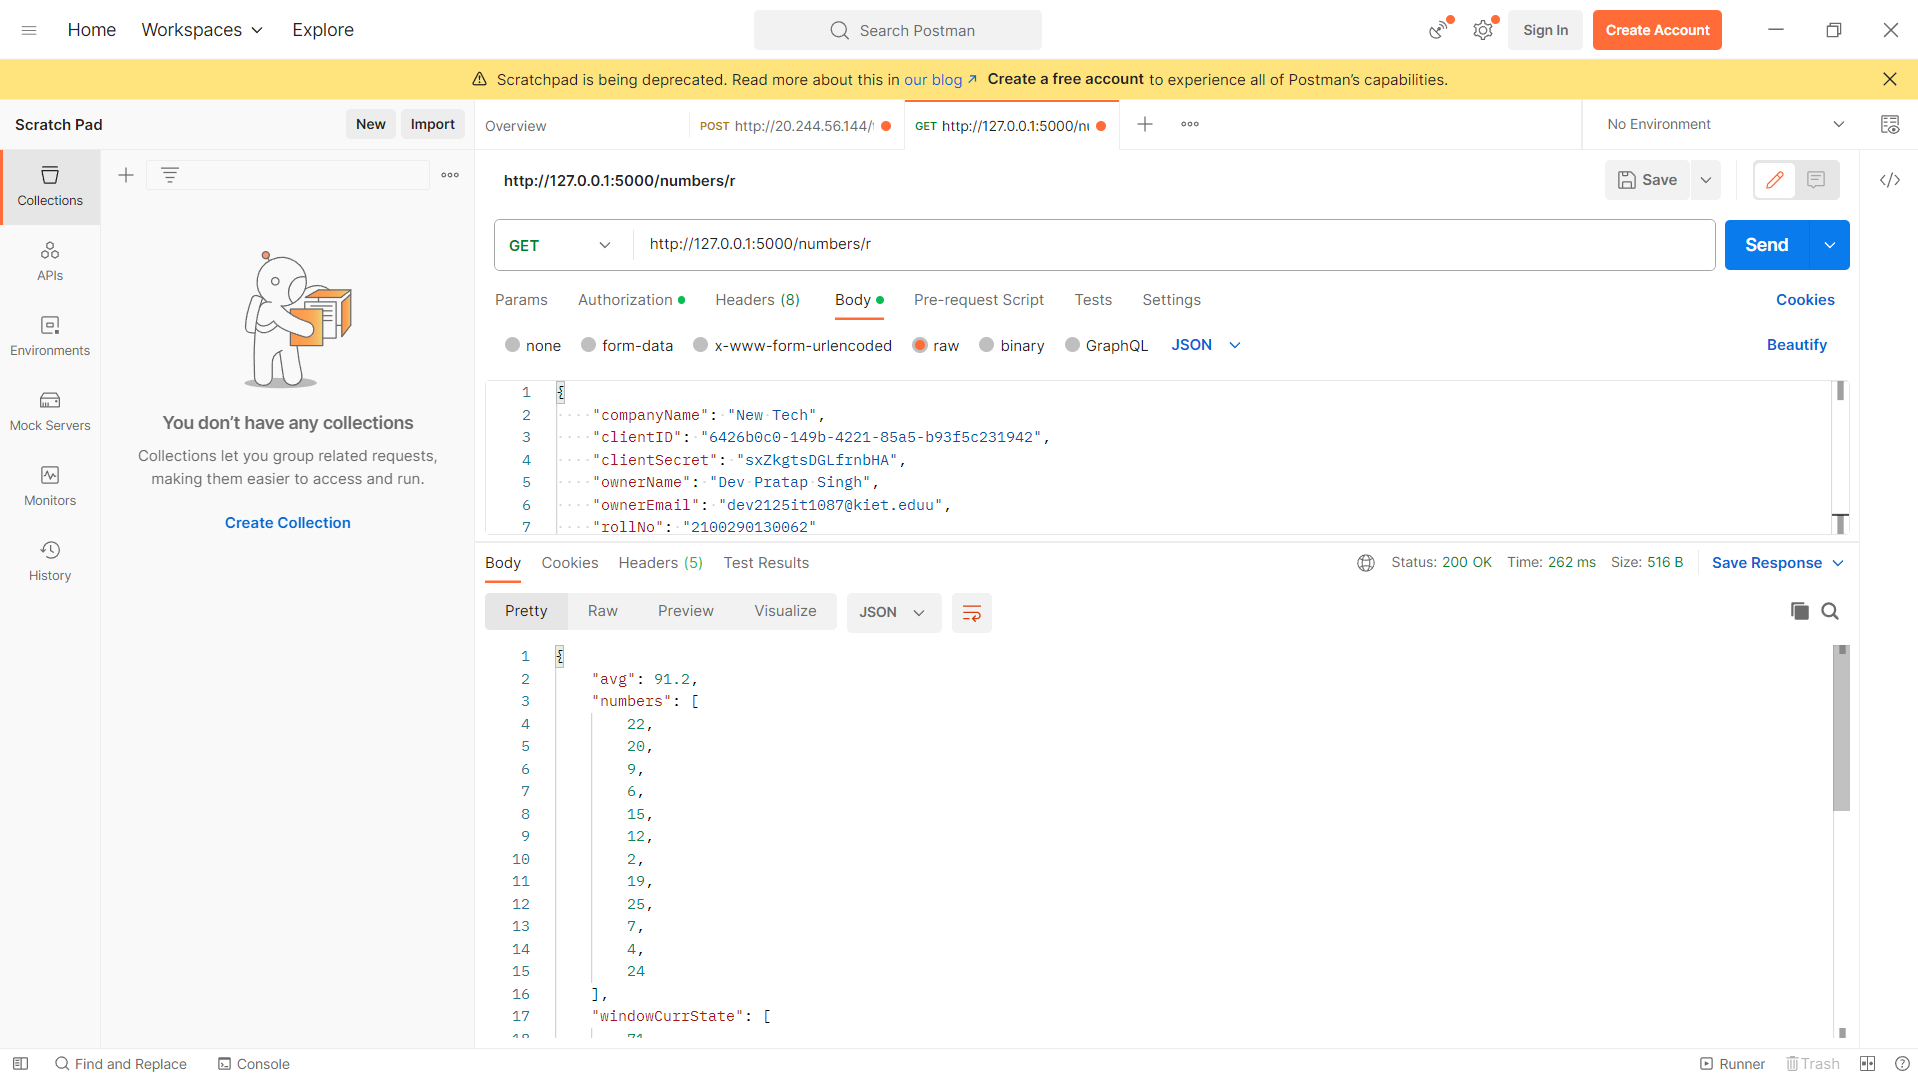 Home Workspaces Explore Search Postman Sign In Create Account
Scratchpad is being deprecated. Read more about this in our blog ↗ Create a free account to experience all of Postman's capabilities.
Scratch Pad New Import
Overview POST http://20.244.56.144/ GET http://127.0.0.1:5000/nu No Environment
Collections
APIs
Environments
Mock Servers
Monitors
History
You don't have any collections
Collections let you group related requests,
making them easier to access and run.
Create Collection
http://127.0.0.1:5000/numbers/r Save
GET http://127.0.0.1:5000/numbers/r Send
Params Authorization Headers (8) Body Pre-request Script Tests Settings Cookies
none form-data x-www-form-urlencoded raw binary GraphQL JSON Beautify
1 {
2 "companyName": "New Tech",
3 "clientID": "6426b0c0-149b-4221-85a5-b93f5c231942",
4 "clientSecret": "sxZkgtsDGLfrnbHA",
5 "ownerName": "Dev Pratap Singh",
6 "ownerEmail": "dev2125it1087@kiet.eduu",
7 "rollNo": "2100290130062"
Body Cookies Headers (5) Test Results Status: 200 OK Time: 262 ms Size: 516 B Save Response
Pretty Raw Preview Visualize JSON
1 {
2 "avg": 91.2,
3 "numbers": [
4 22,
5 20,
6 9,
7 6,
8 15,
9 12,
10 2,
11 19,
12 25,
13 7,
14 4,
15 24
16 ],
17 "windowCurrState": [
18 71
Find and Replace Console Runner Trash